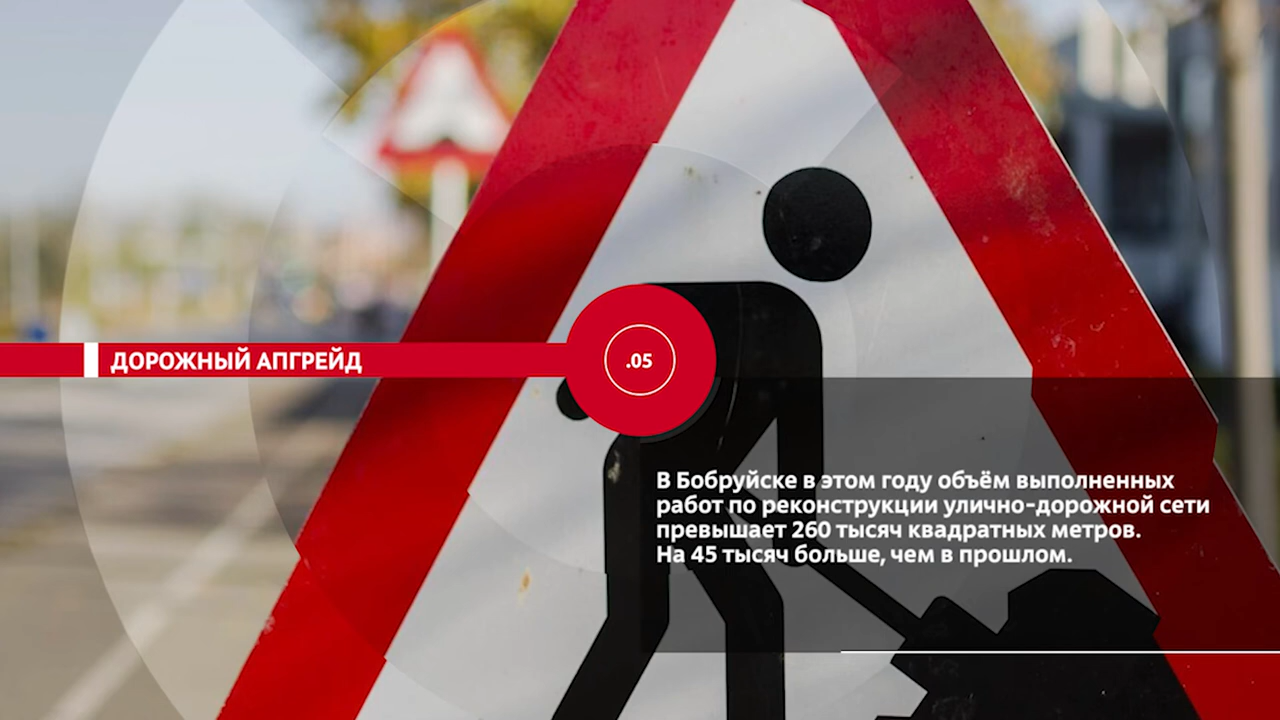 ДОРОЖНЫЙ АПГРЕЙД
.05
В Бобруйске в этом году объём выполненных
работ по реконструкции улично-дорожной сети
превышает 260 тысяч квадратных метров.
На 45 тысяч больше, чем в прошлом.